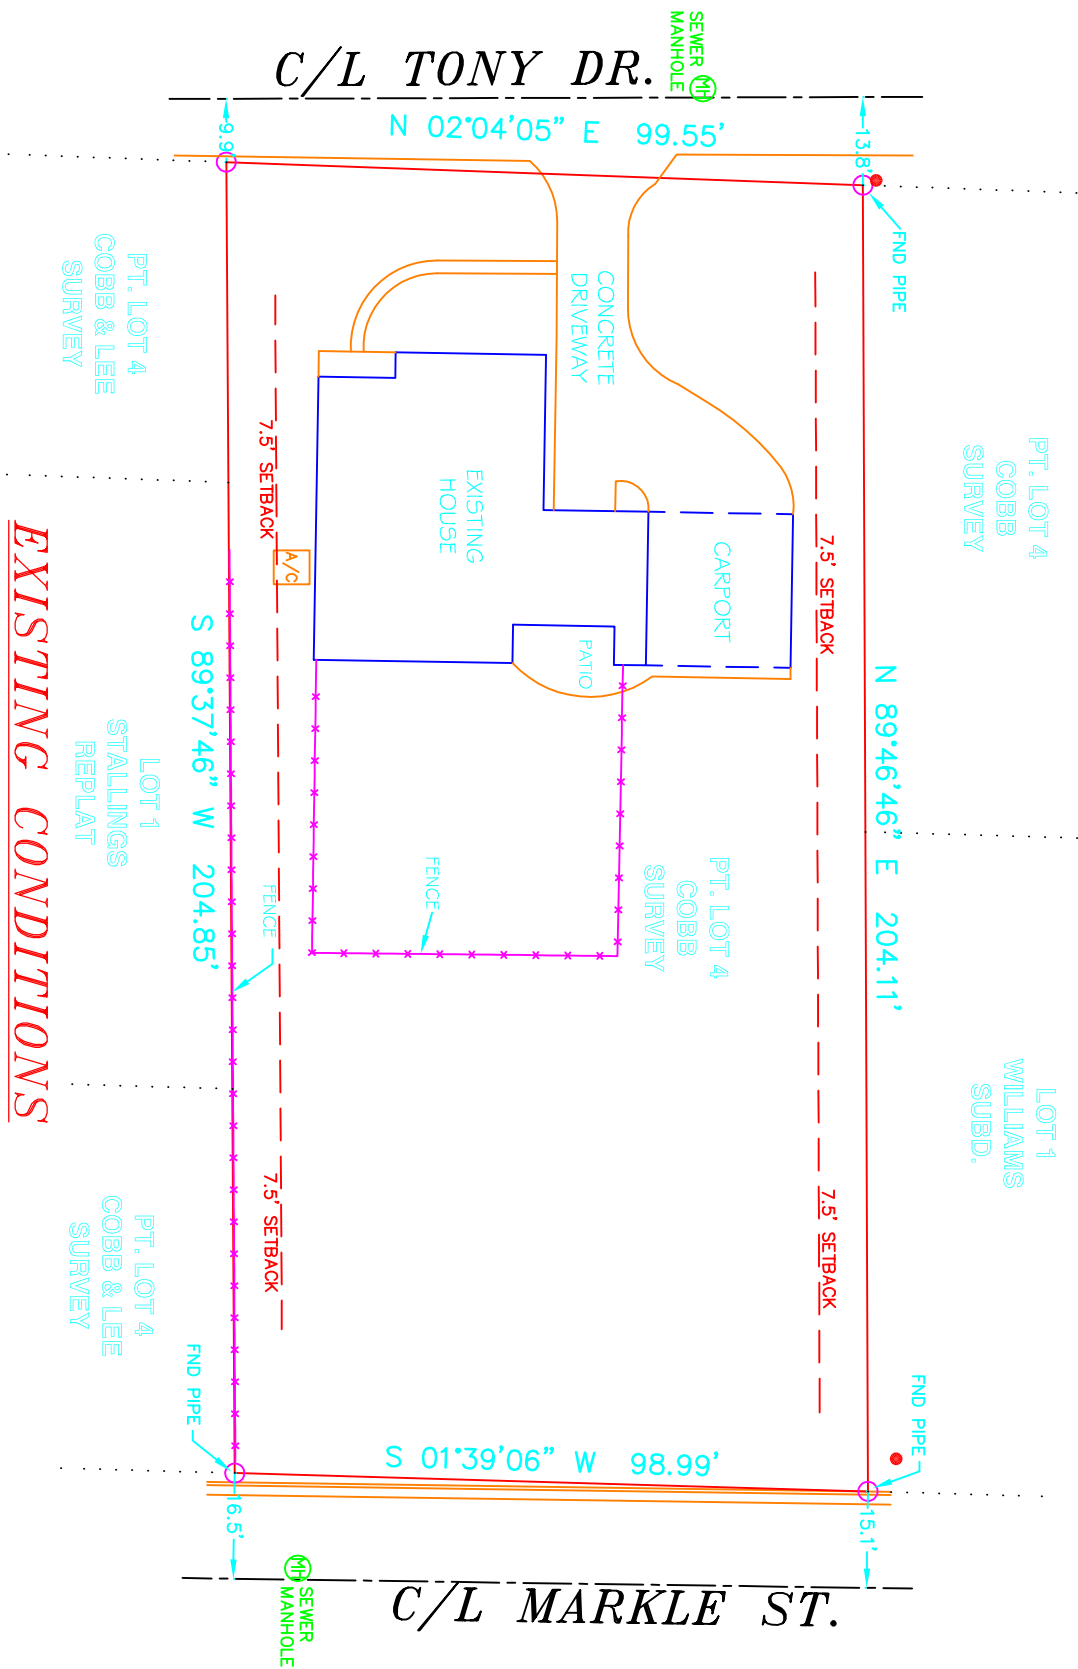 C/L TONY DR.
SEWER
MANHOLE
MH
N 02°04'05" E 99.55'
9.9'
13.8'
FND PIPE
PT. LOT 4
COBB & LEE
SURVEY
CONCRETE
DRIVEWAY
PT. LOT 4
COBB
SURVEY
7.5' SETBACK
EXISTING
HOUSE
CARPORT
7.5' SETBACK
A/C
PATIO
S 89°37'46" W 204.85'
N 89°46'46" E 204.11'
LOT 1
STALLINGS
REPLAT
FENCE
FENCE
PT. LOT 4
COBB
SURVEY
LOT 1
WILLIAMS
SUBD.
EXISTING CONDITIONS
7.5' SETBACK
7.5' SETBACK
PT. LOT 4
COBB & LEE
SURVEY
FND PIPE
FND PIPE
S 01°39'06" W 98.99'
16.5'
15.1'
MH
SEWER
MANHOLE
C/L MARKLE ST.